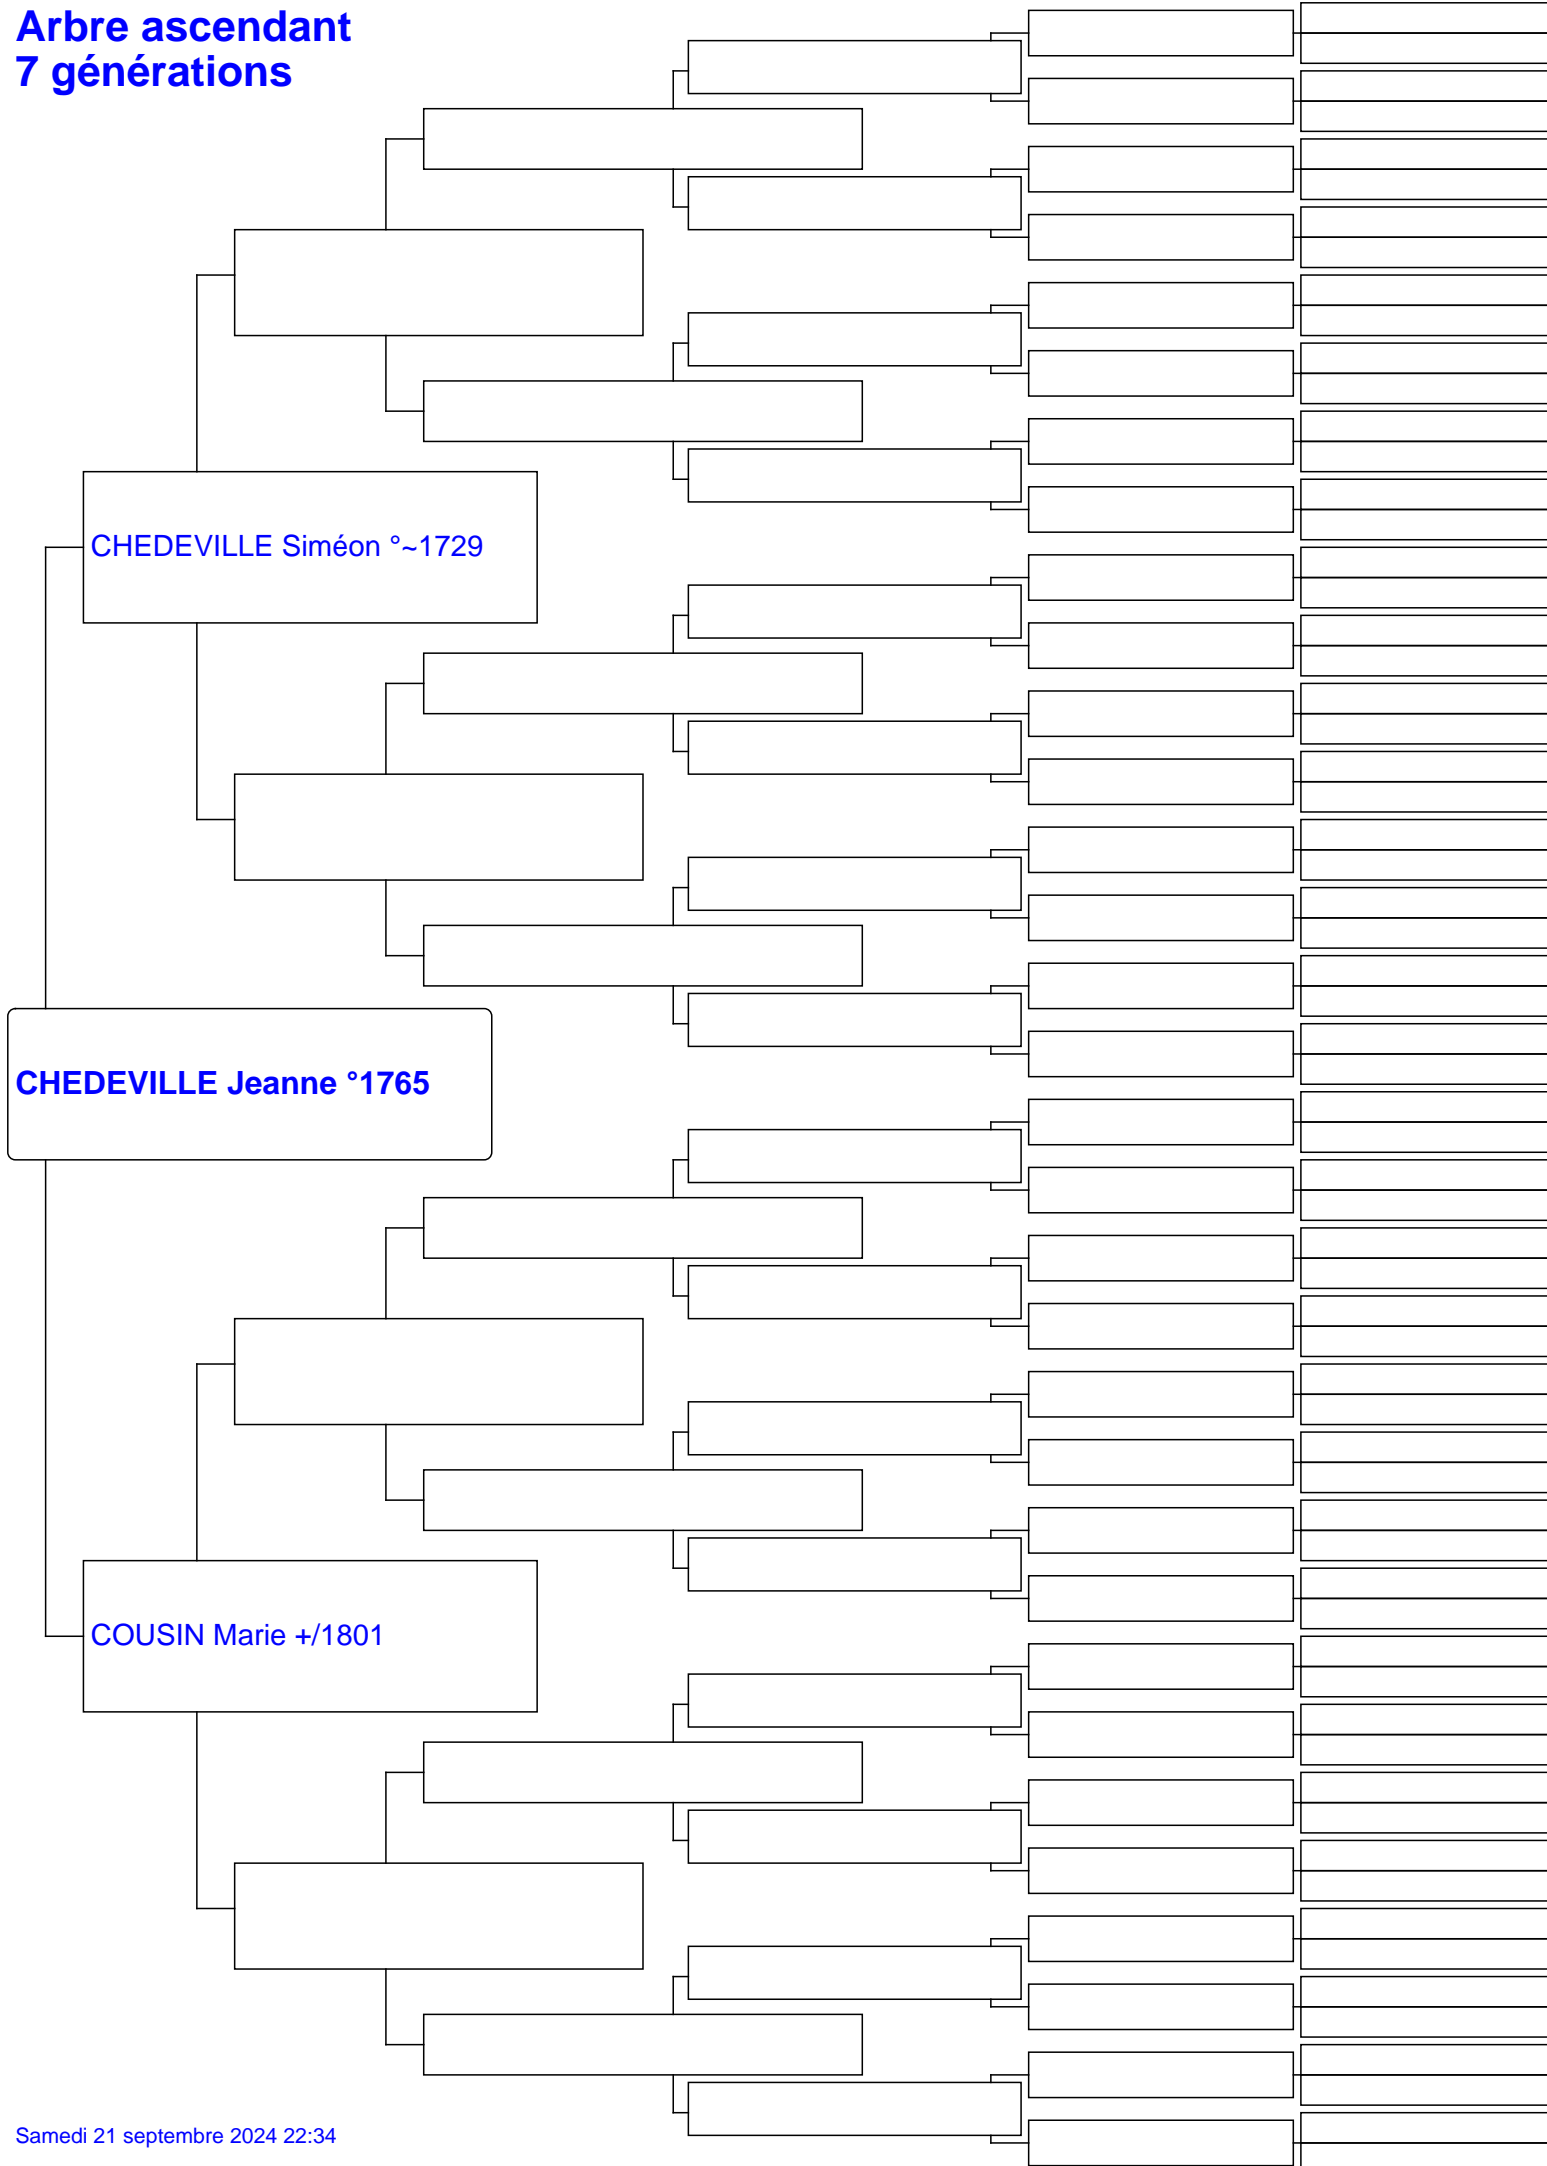 Arbre ascendant
7 générations
CHEDEVILLE Siméon °~1729
CHEDEVILLE Jeanne °1765
COUSIN Marie +/1801
Samedi 21 septembre 2024 22:34